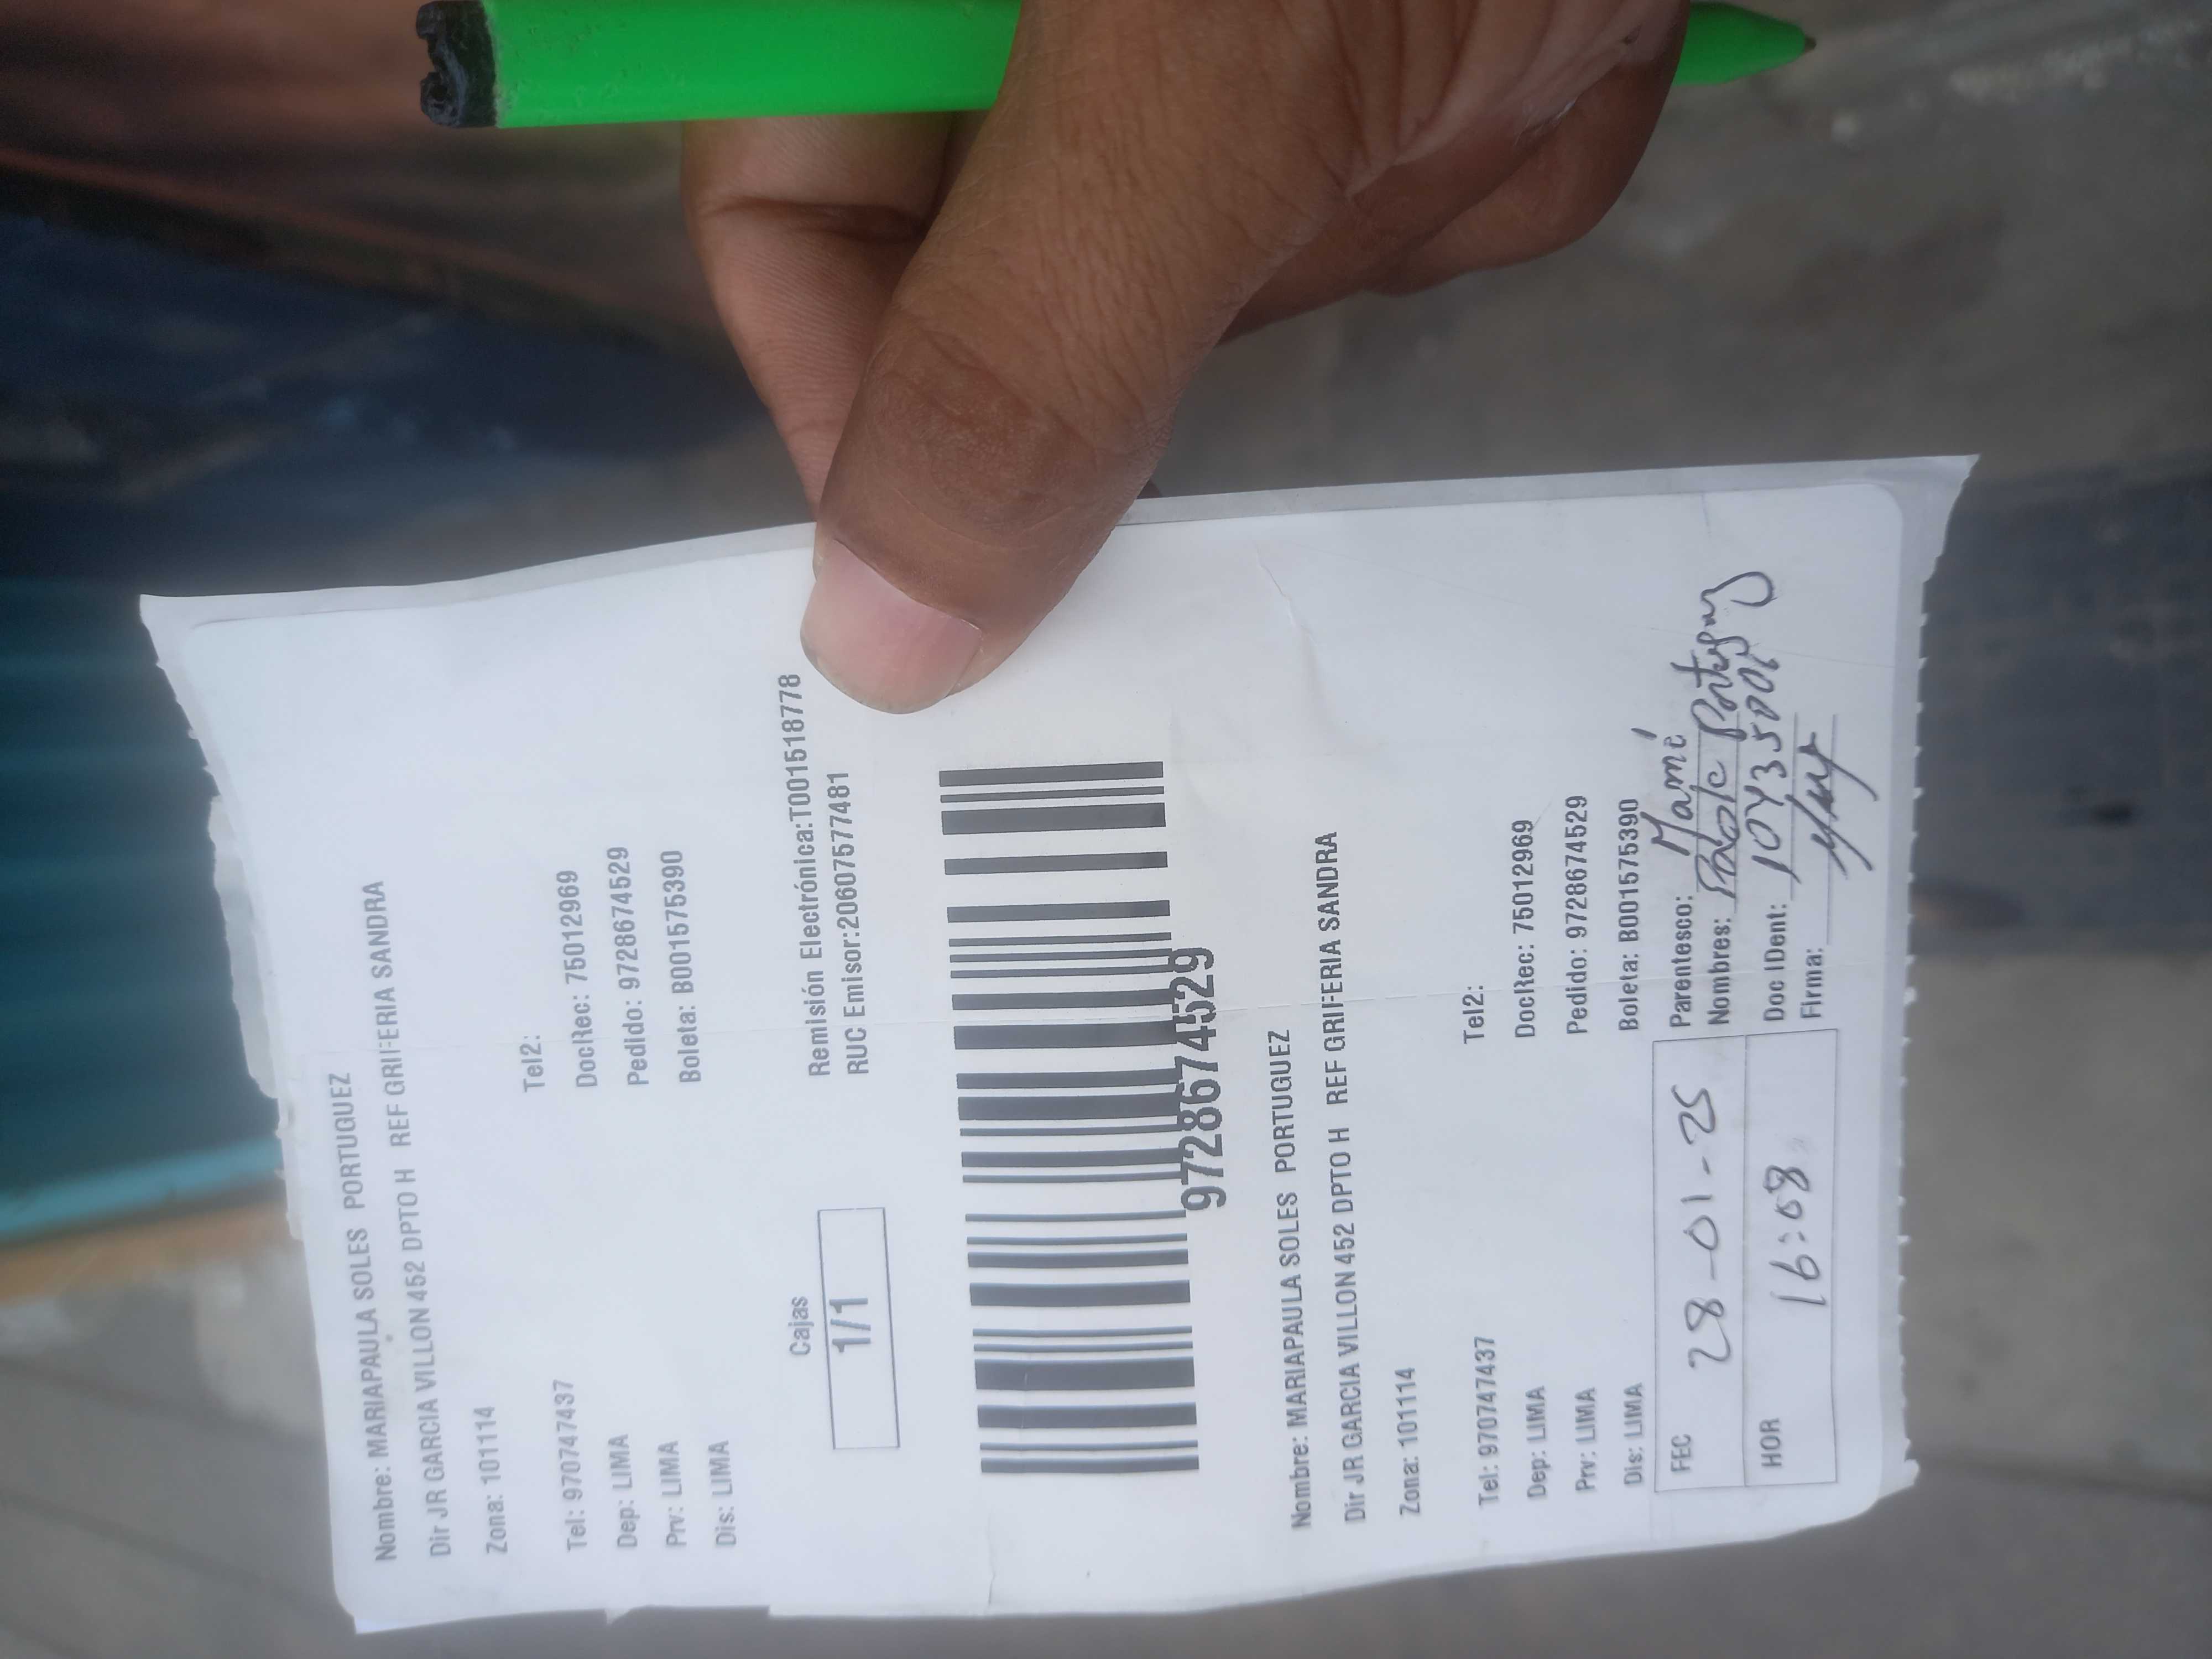 Nombre: MARIAPAULA SOLES PORTUGUEZ
Dir JR GARCIA VILLON 452 DPTO H REF GRIFERIA SANDRA
Zona: 101114
Tel: 970747437 Tel2:
Dep: LIMA DocRec: 75012969
Prv: LIMA Pedido: 9728674529
Dis: LIMA Boleta: B001575390
Cajas Remisión Electrónica:T001518778
1/1 RUC Emisor:20607577481
9728674529
Nombre: MARIAPAULA SOLES PORTUGUEZ
Dir JR GARCIA VILLON 452 DPTO H REF GRIFERIA SANDRA
Zona: 101114
Tel: 970747437 Tel2:
Dep: LIMA DocRec: 75012969
Prv: LIMA Pedido: 9728674529
Dis: LIMA Boleta: B001575390
FEC 28-01-25 Parentesco: Mamá
Nombres:
HOR 16:08 Doc IDent:
Firma: